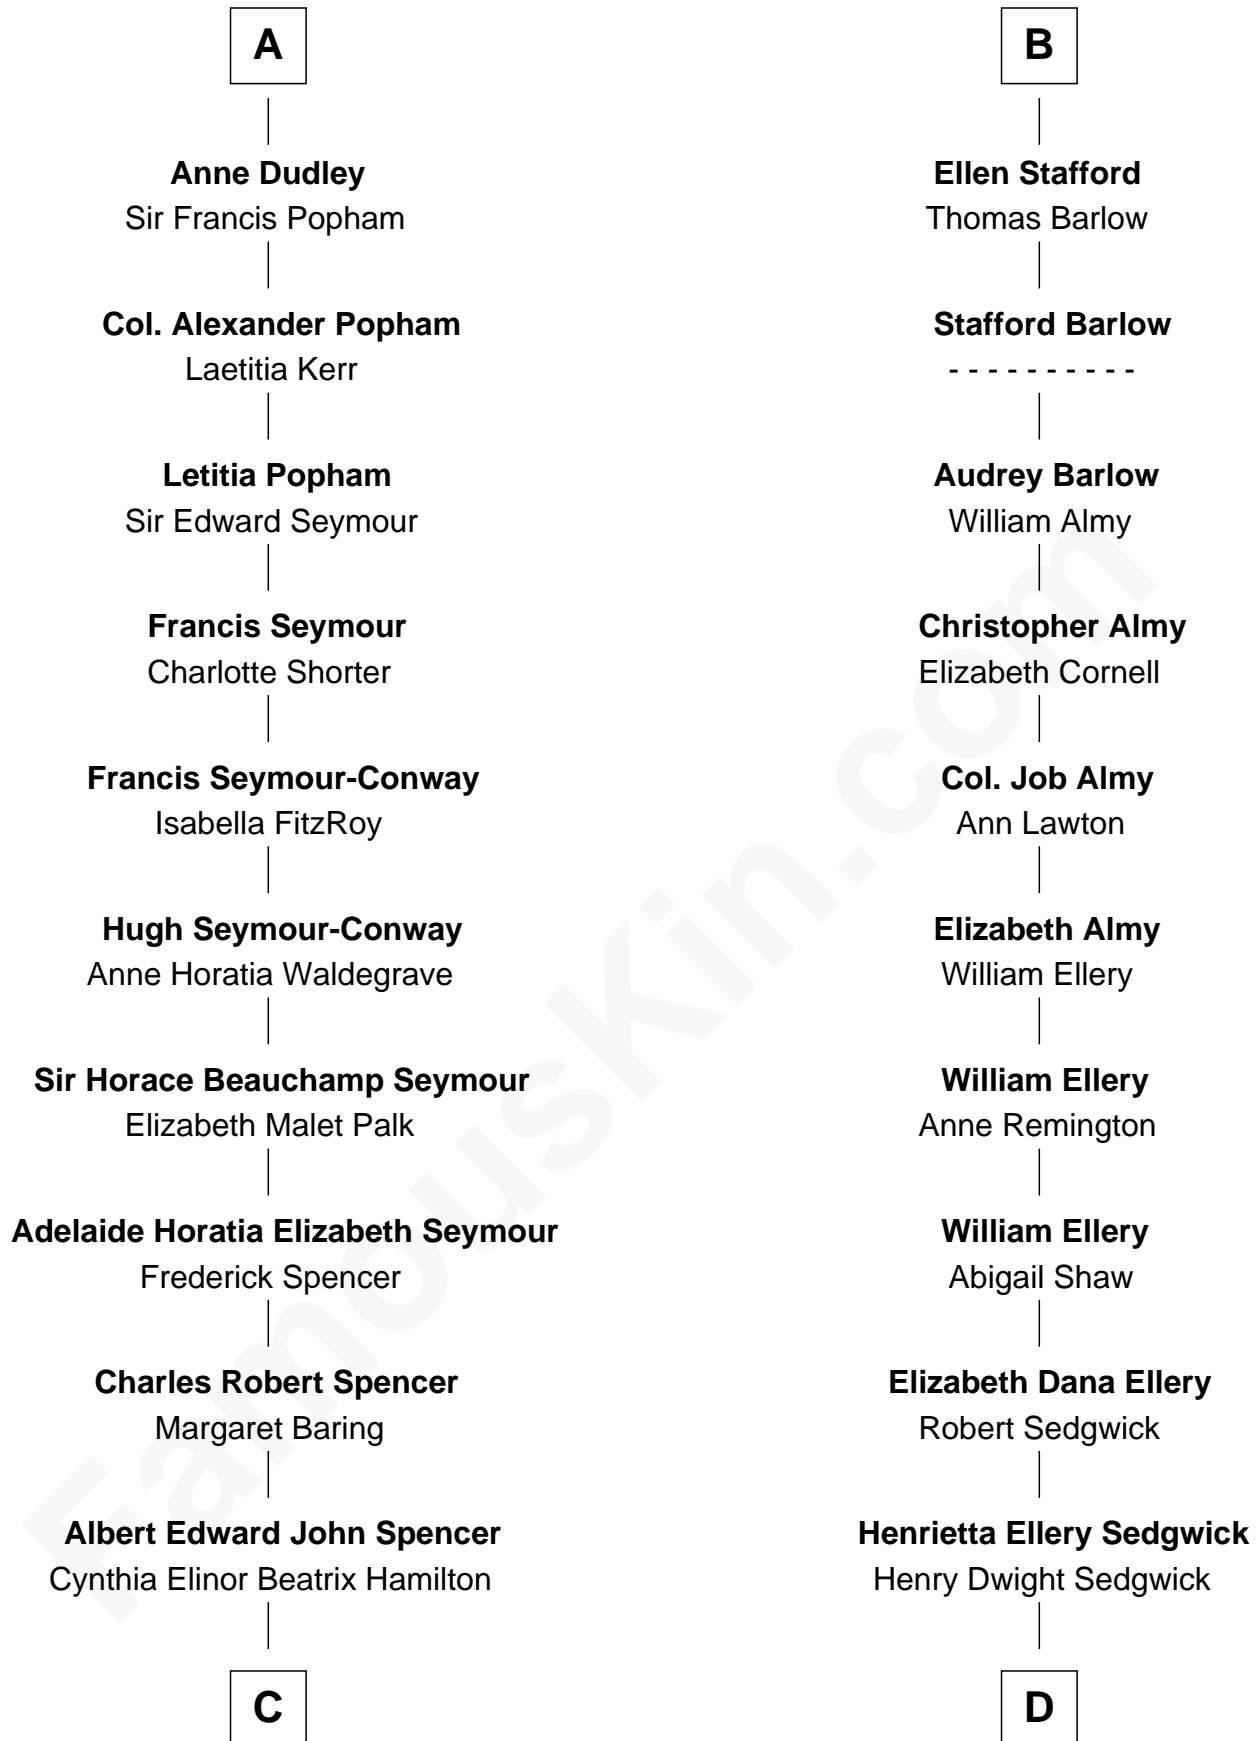 A
Anne Dudley
Sir Francis Popham
Col. Alexander Popham
Laetitia Kerr
Letitia Popham
Sir Edward Seymour
Francis Seymour
Charlotte Shorter
Francis Seymour-Conway
Isabella FitzRoy
Hugh Seymour-Conway
Anne Horatia Waldegrave
Sir Horace Beauchamp Seymour
Elizabeth Malet Palk
Adelaide Horatia Elizabeth Seymour
Frederick Spencer
Charles Robert Spencer
Margaret Baring
Albert Edward John Spencer
Cynthia Elinor Beatrix Hamilton
C
B
Ellen Stafford
Thomas Barlow
Stafford Barlow
- - - - - - - - - -
Audrey Barlow
William Almy
Christopher Almy
Elizabeth Cornell
Col. Job Almy
Ann Lawton
Elizabeth Almy
William Ellery
William Ellery
Anne Remington
William Ellery
Abigail Shaw
Elizabeth Dana Ellery
Robert Sedgwick
Henrietta Ellery Sedgwick
Henry Dwight Sedgwick
D
FamousKin.com